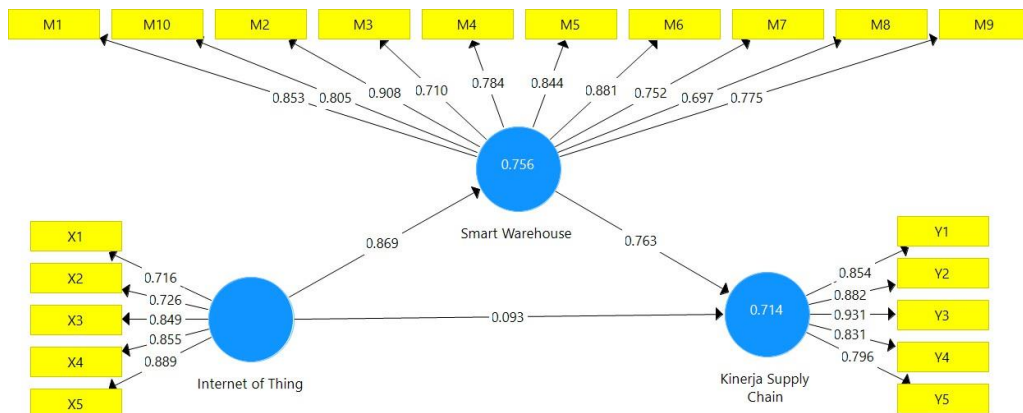 M1 M10 M2 M3 M4 M5 M6 M7 M8 M9
0.853 0.805 0.908 0.710 0.784 0.844 0.881 0.752 0.697 0.775
0.756
Smart Warehouse
0.869
0.763
X1
X2
X3
X4
X5
0.716
0.726
0.849
0.855
0.889
Internet of Thing
0.093
0.714
Kinerja Supply
Chain
0.854
0.882
0.931
0.831
0.796
Y1
Y2
Y3
Y4
Y5